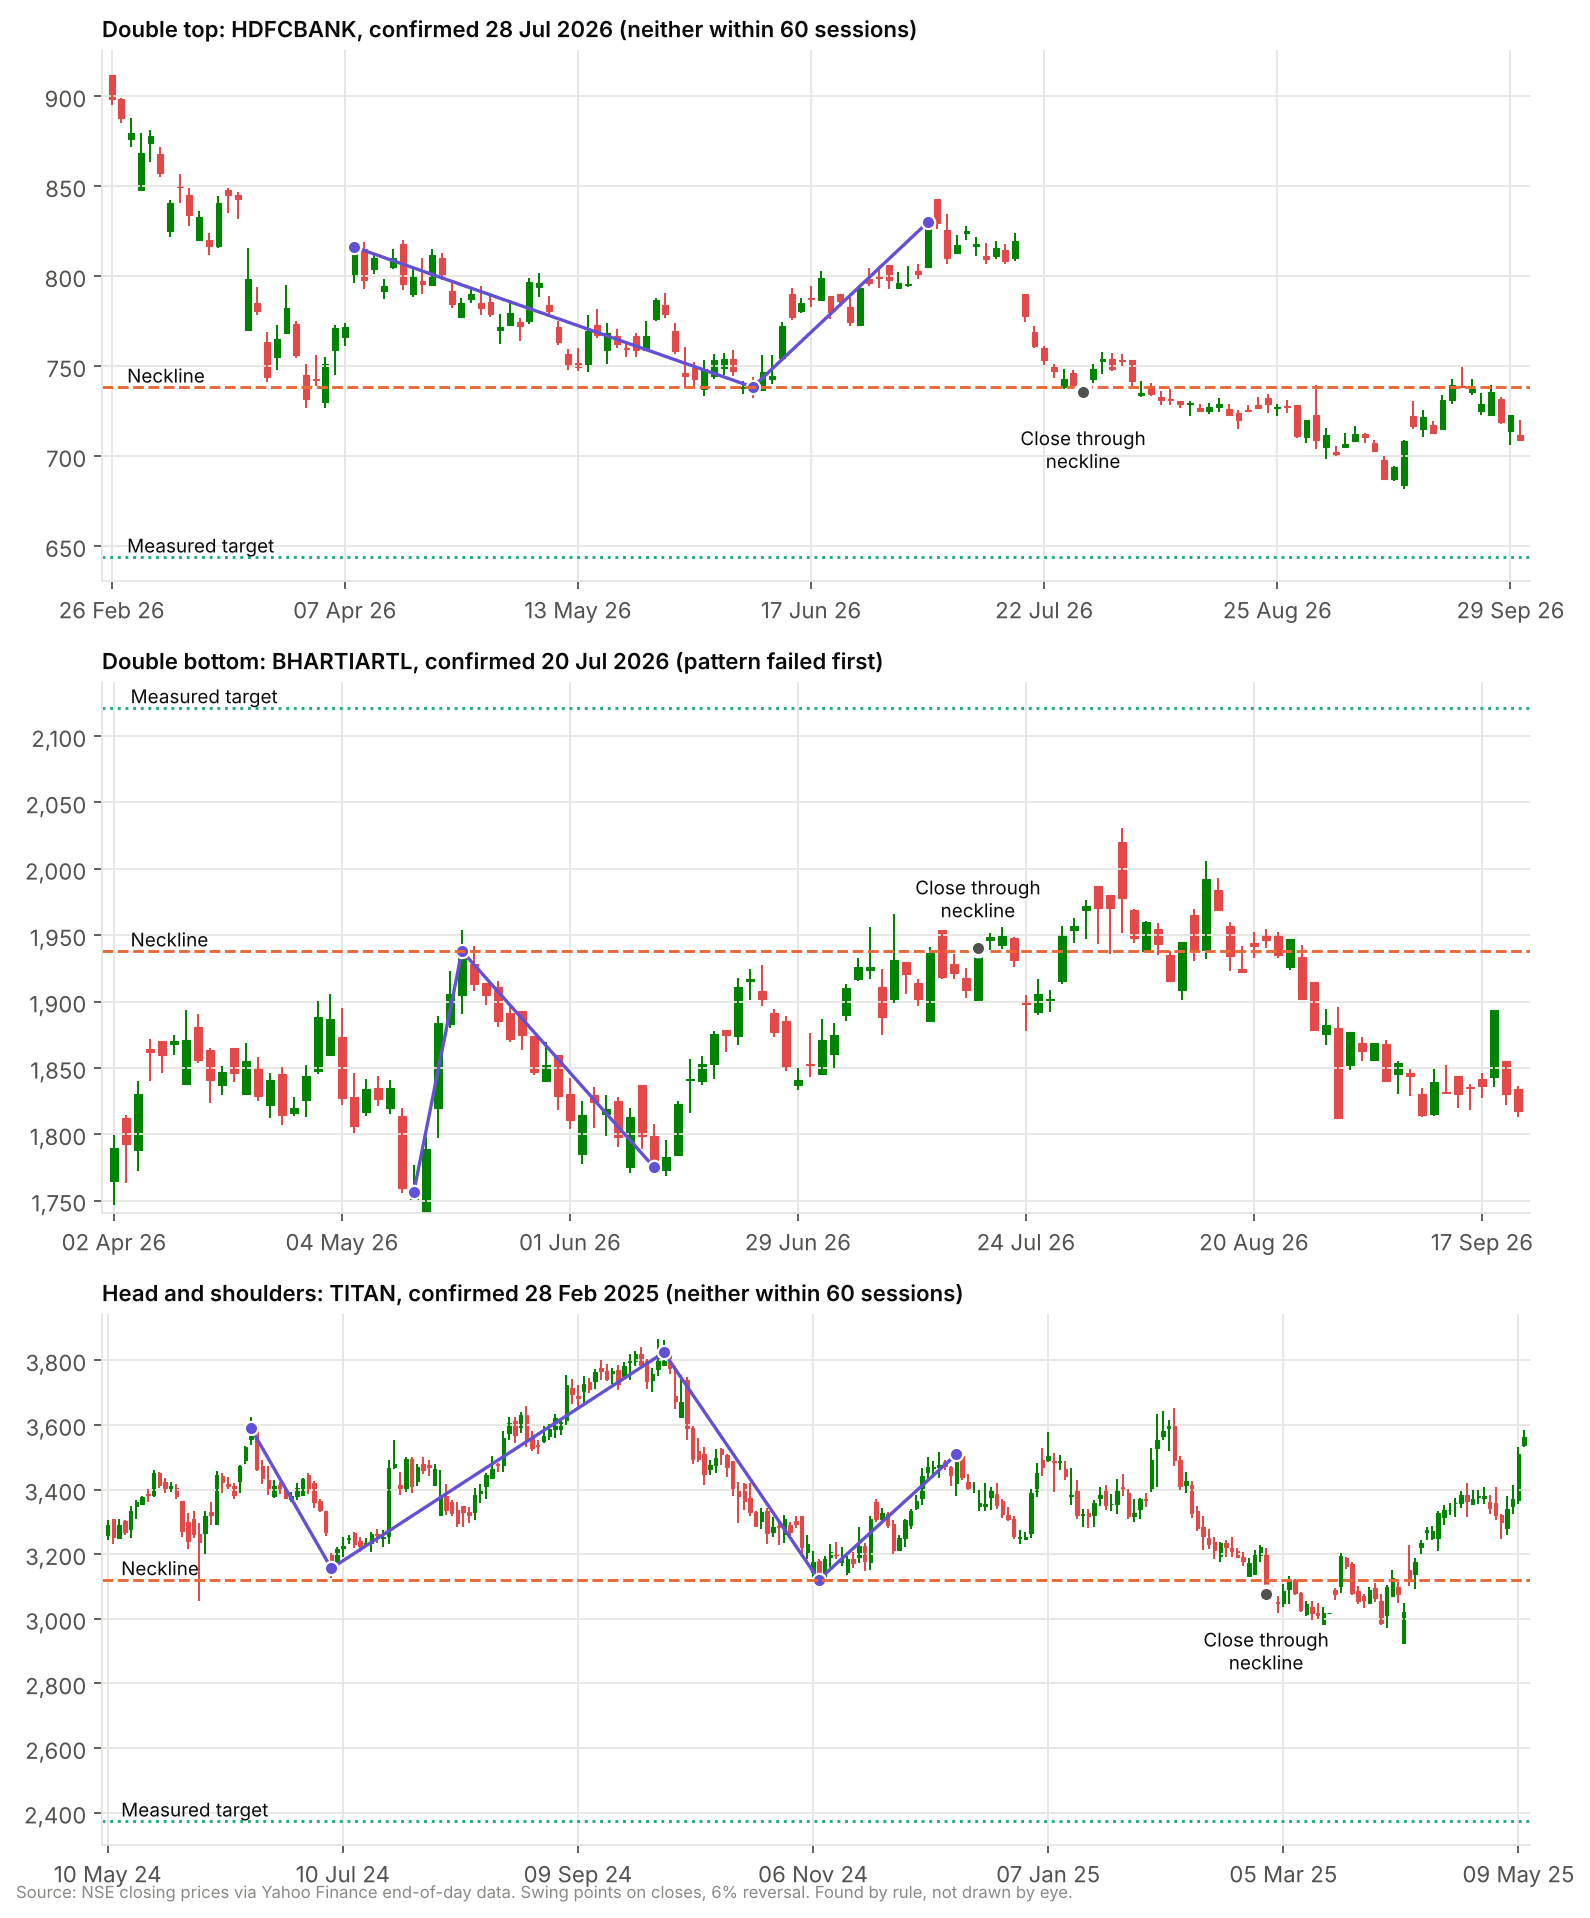 Double top: HDFCBANK, confirmed 28 Jul 2026 (neither within 60 sessions)
900
850
800
750
Neckline
Close through
neckline
700
650
Measured target
26 Feb 26
07 Apr 26
13 May 26
17 Jun 26
22 Jul 26
25 Aug 26
29 Sep 26
Double bottom: BHARTIARTL, confirmed 20 Jul 2026 (pattern failed first)
Measured target
2,100
2,050
2,000
Close through
neckline
1,950
Neckline
1,900
1,850
1,800
1,750
02 Apr 26
04 May 26
01 Jun 26
29 Jun 26
24 Jul 26
20 Aug 26
17 Sep 26
Head and shoulders: TITAN, confirmed 28 Feb 2025 (neither within 60 sessions)
3,800
3,600
3,400
3,200
Neckline
3,000
Close through
neckline
2,800
2,600
2,400
Measured target
10 May 24
10 Jul 24
09 Sep 24
06 Nov 24
07 Jan 25
05 Mar 25
09 May 25
Source: NSE closing prices via Yahoo Finance end-of-day data. Swing points on closes, 6% reversal. Found by rule, not drawn by eye.